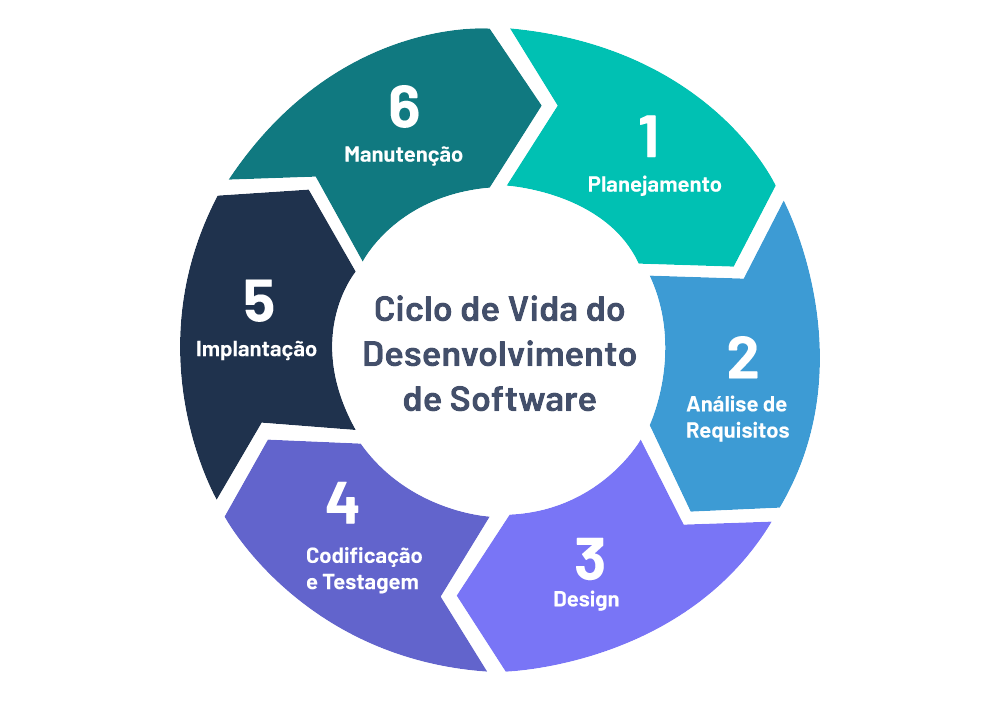 Ciclo de Vida do
Desenvolvimento
de Software
1
Planejamento
2
Análise de
Requisitos
3
Design
4
Codificação
e Testagem
5
Implantação
6
Manutenção